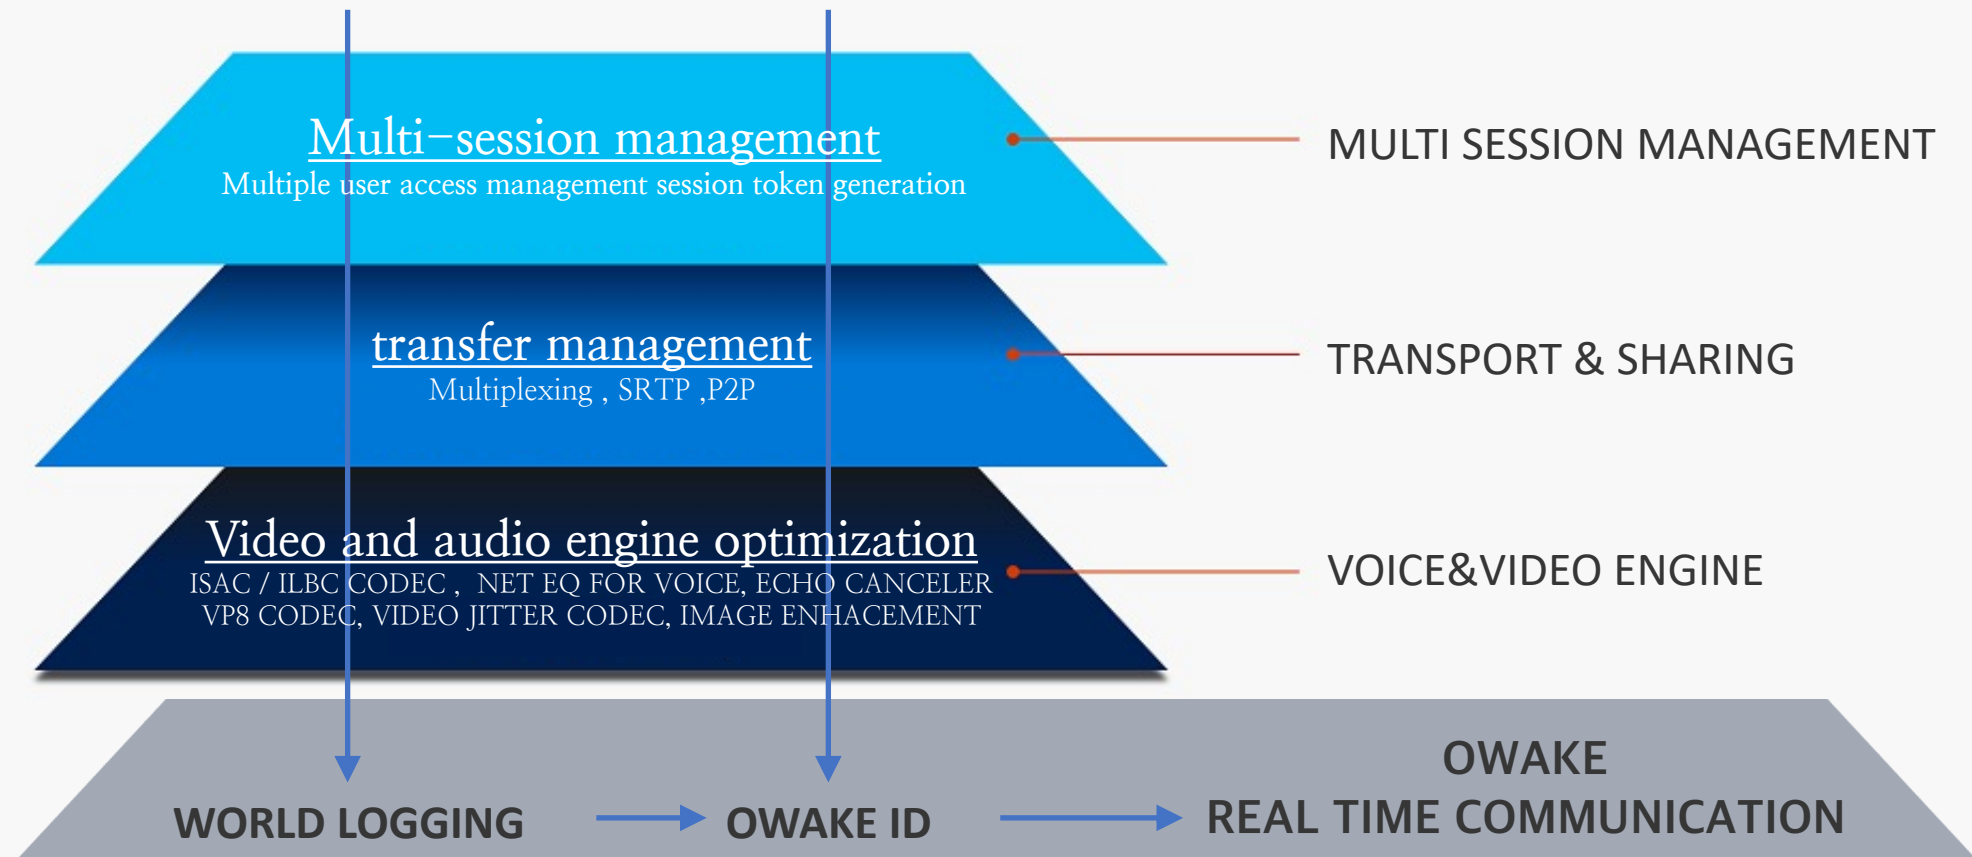 Multi-session management
Multiple user access management session token generation
MULTI SESSION MANAGEMENT
transfer management
Multiplexing , SRTP ,P2P
TRANSPORT & SHARING
Video and audio engine optimization
ISAC / ILBC CODEC , NET EQ FOR VOICE, ECHO CANCELER
VP8 CODEC, VIDEO JITTER CODEC, IMAGE ENHACEMENT
VOICE&VIDEO ENGINE
WORLD LOGGING
OWAKE ID
OWAKE
REAL TIME COMMUNICATION